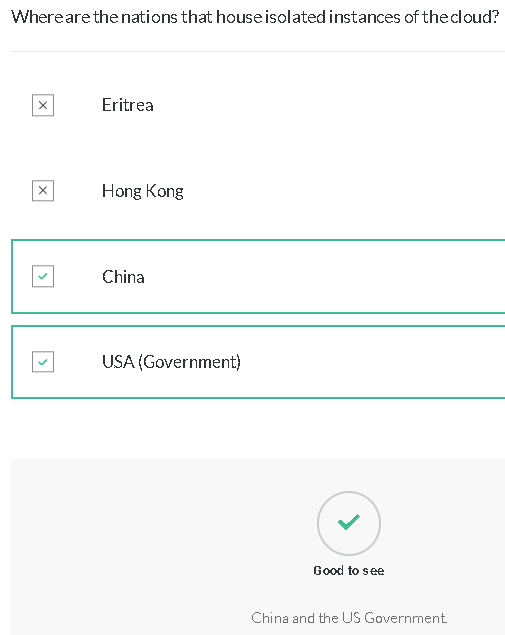 Where are the nations that house isolated instances of the cloud?
Eritrea
Hong Kong
China
USA (Government)
Good to see
China and the US Government.